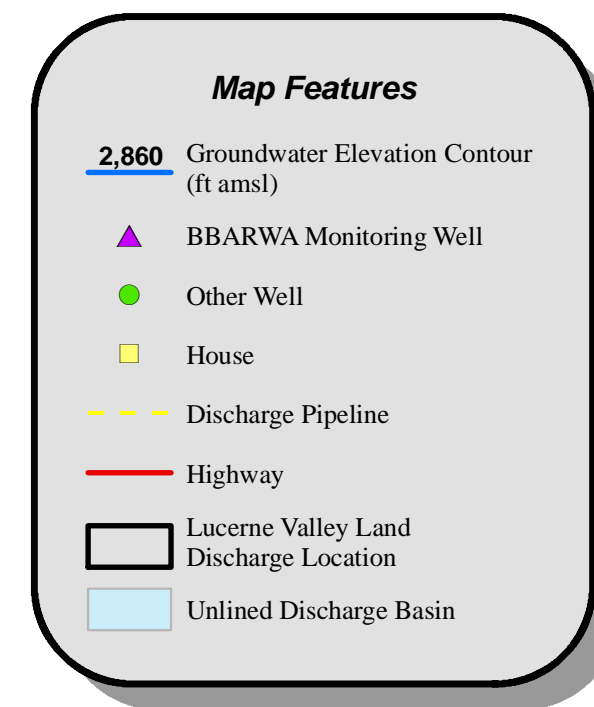 Map Features
2,860 Groundwater Elevation Contour
(ft amsl)
BBARWA Monitoring Well
Other Well
House
Discharge Pipeline
Highway
Lucerne Valley Land
Discharge Location
Unlined Discharge Basin